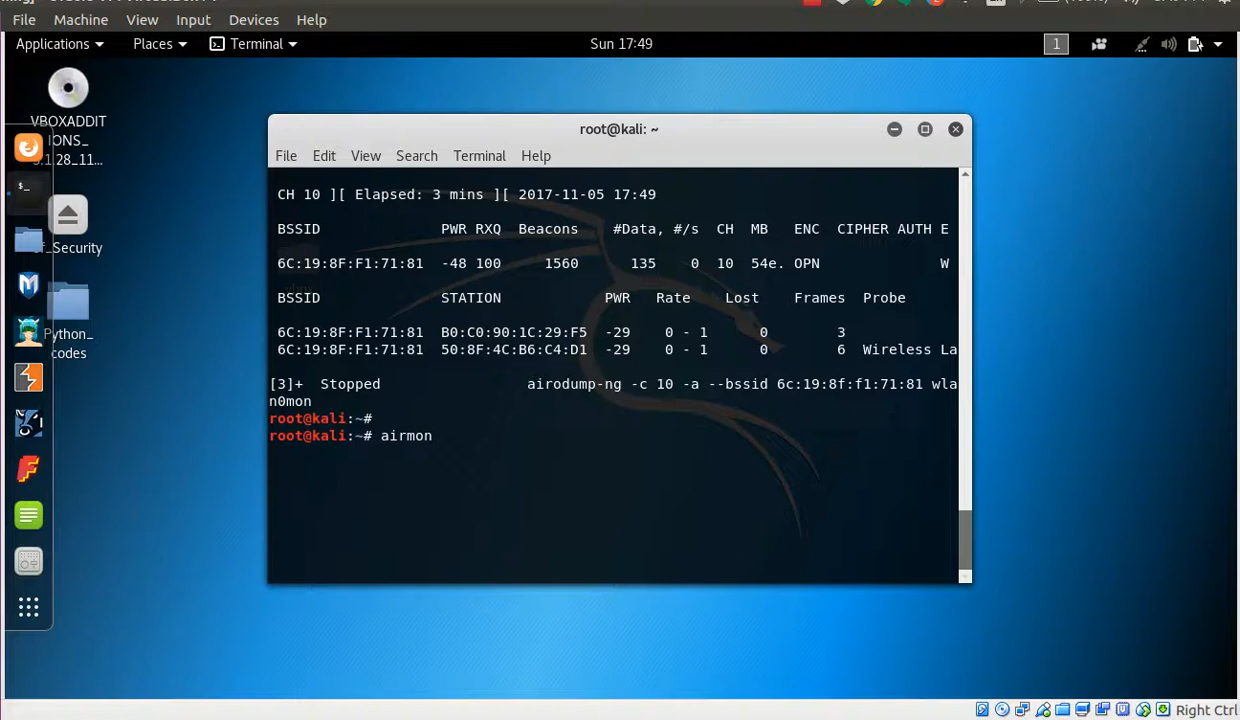 File Machine View Input Devices Help
Applications Places Terminal Sun 17:49 1
VBOXADDIT
IONS_
5.1.28_11...
sf_Security
Python_
codes
root@kali: ~
File Edit View Search Terminal Help
CH 10 ][ Elapsed: 3 mins ][ 2017-11-05 17:49
BSSID PWR RXQ Beacons #Data, #/s CH MB ENC CIPHER AUTH E
6C:19:8F:F1:71:81 -48 100 1560 135 0 10 54e. OPN W
BSSID STATION PWR Rate Lost Frames Probe
6C:19:8F:F1:71:81 B0:C0:90:1C:29:F5 -29 0 - 1 0 3
6C:19:8F:F1:71:81 50:8F:4C:B6:C4:D1 -29 0 - 1 0 6 Wireless La
[3]+ Stopped airodump-ng -c 10 -a --bssid 6c:19:8f:f1:71:81 wla
n0mon
root@kali:~#
root@kali:~# airmon
Right Ctrl